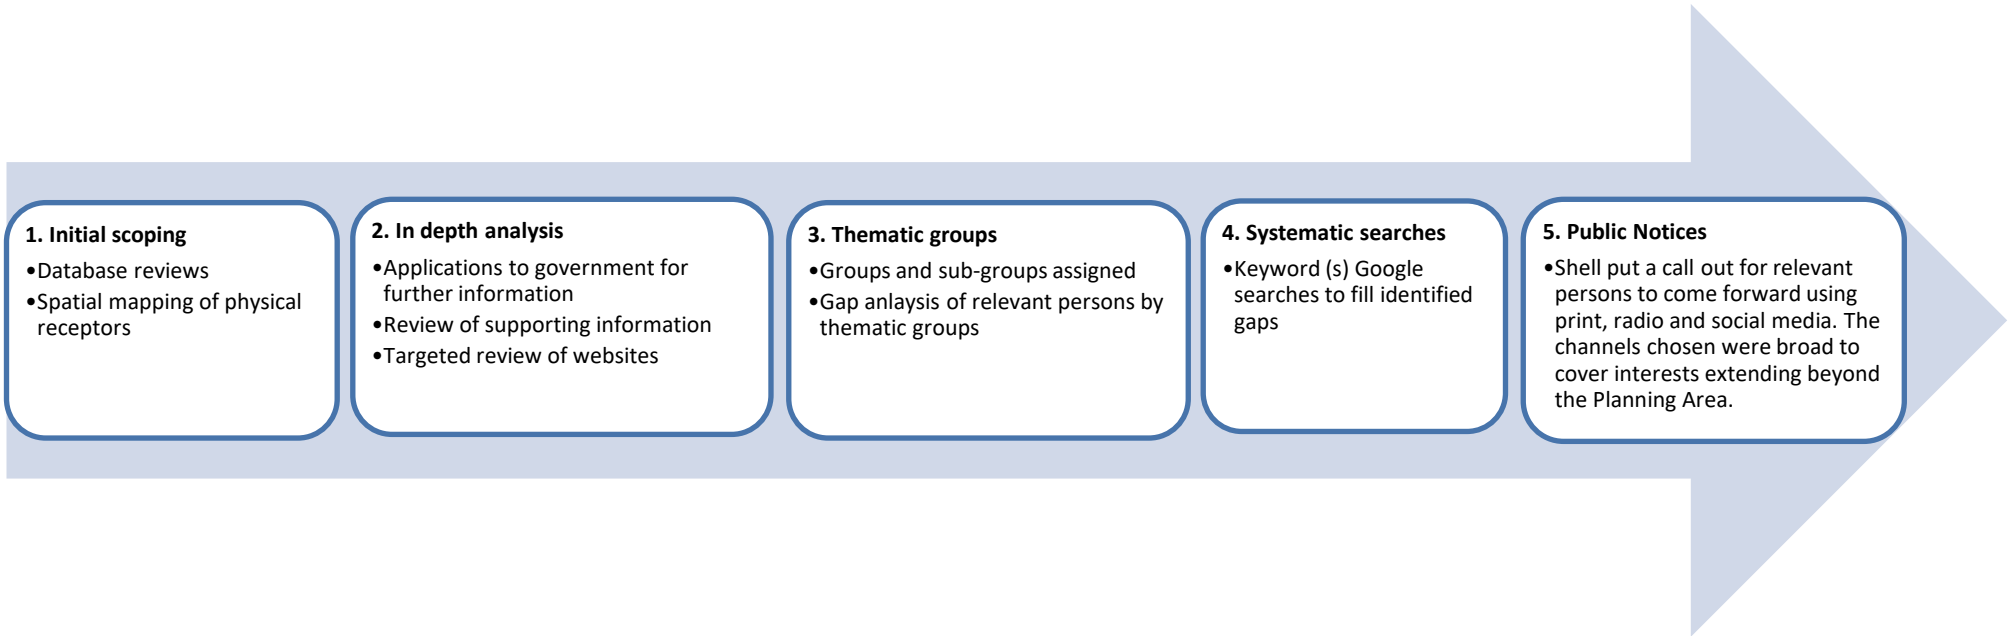 1. Initial scoping
•Database reviews
•Spatial mapping of physical
receptors
2. In depth analysis
•Applications to government for
further information
•Review of supporting information
•Targeted review of websites
3. Thematic groups
•Groups and sub-groups assigned
•Gap anlaysis of relevant persons by
thematic groups
4. Systematic searches
•Keyword (s) Google
searches to fill identified
gaps
5. Public Notices
•Shell put a call out for relevant
persons to come forward using
print, radio and social media. The
channels chosen were broad to
cover interests extending beyond
the Planning Area.